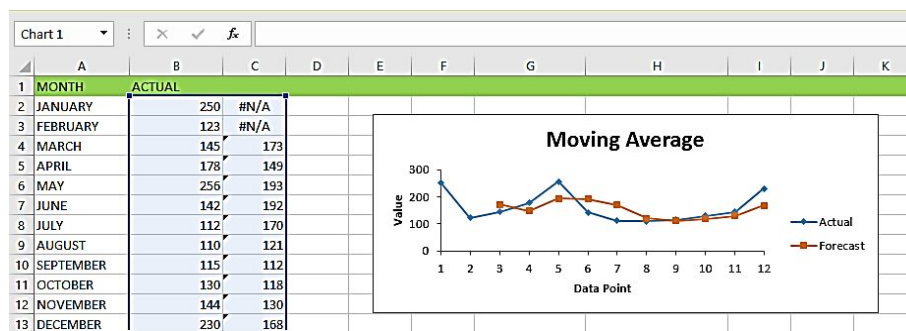 Chart 1 fx
A B C D E F G H I J K
1 MONTH ACTUAL
2 JANUARY 250 #N/A
3 FEBRUARY 123 #N/A
4 MARCH 145 173
5 APRIL 178 149
6 MAY 256 193
7 JUNE 142 192
8 JULY 112 170
9 AUGUST 110 121
10 SEPTEMBER 115 112
11 OCTOBER 130 118
12 NOVEMBER 144 130
13 DECEMBER 230 168
Moving Average
300
200
100
0
Value
1 2 3 4 5 6 7 8 9 10 11 12
Data Point
Actual
Forecast